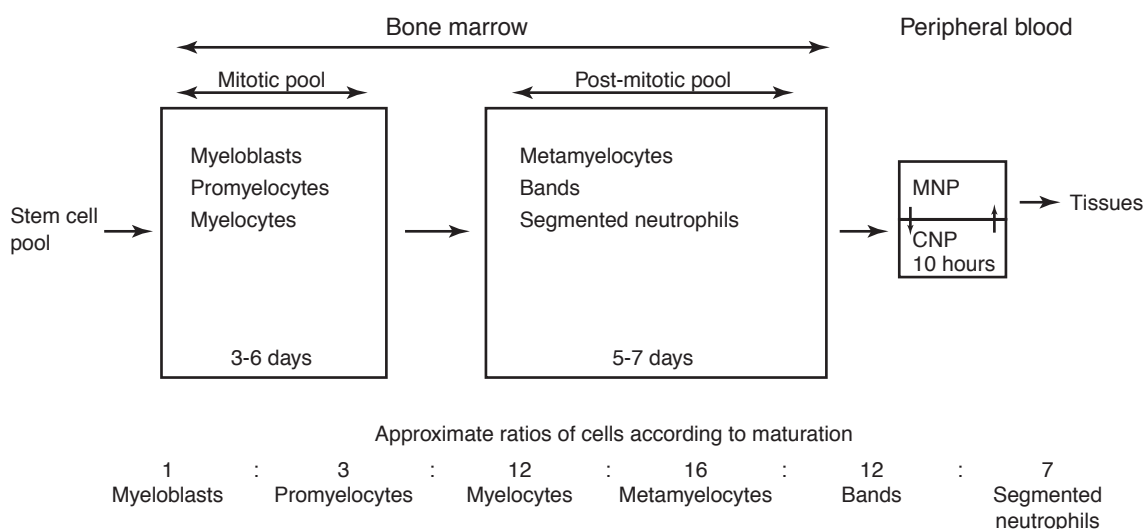 Bone marrow
Peripheral blood
Mitotic pool
Post-mitotic pool
Myeloblasts
Promyelocytes
Myelocytes
Metamyelocytes
Bands
Segmented neutrophils
Stem cell
pool
MNP
CNP
10 hours
Tissues
3-6 days
5-7 days
Approximate ratios of cells according to maturation
1 : 3 : 12 : 16 : 12 : 7
Myeloblasts Promyelocytes Myelocytes Metamyelocytes Bands Segmented
neutrophils